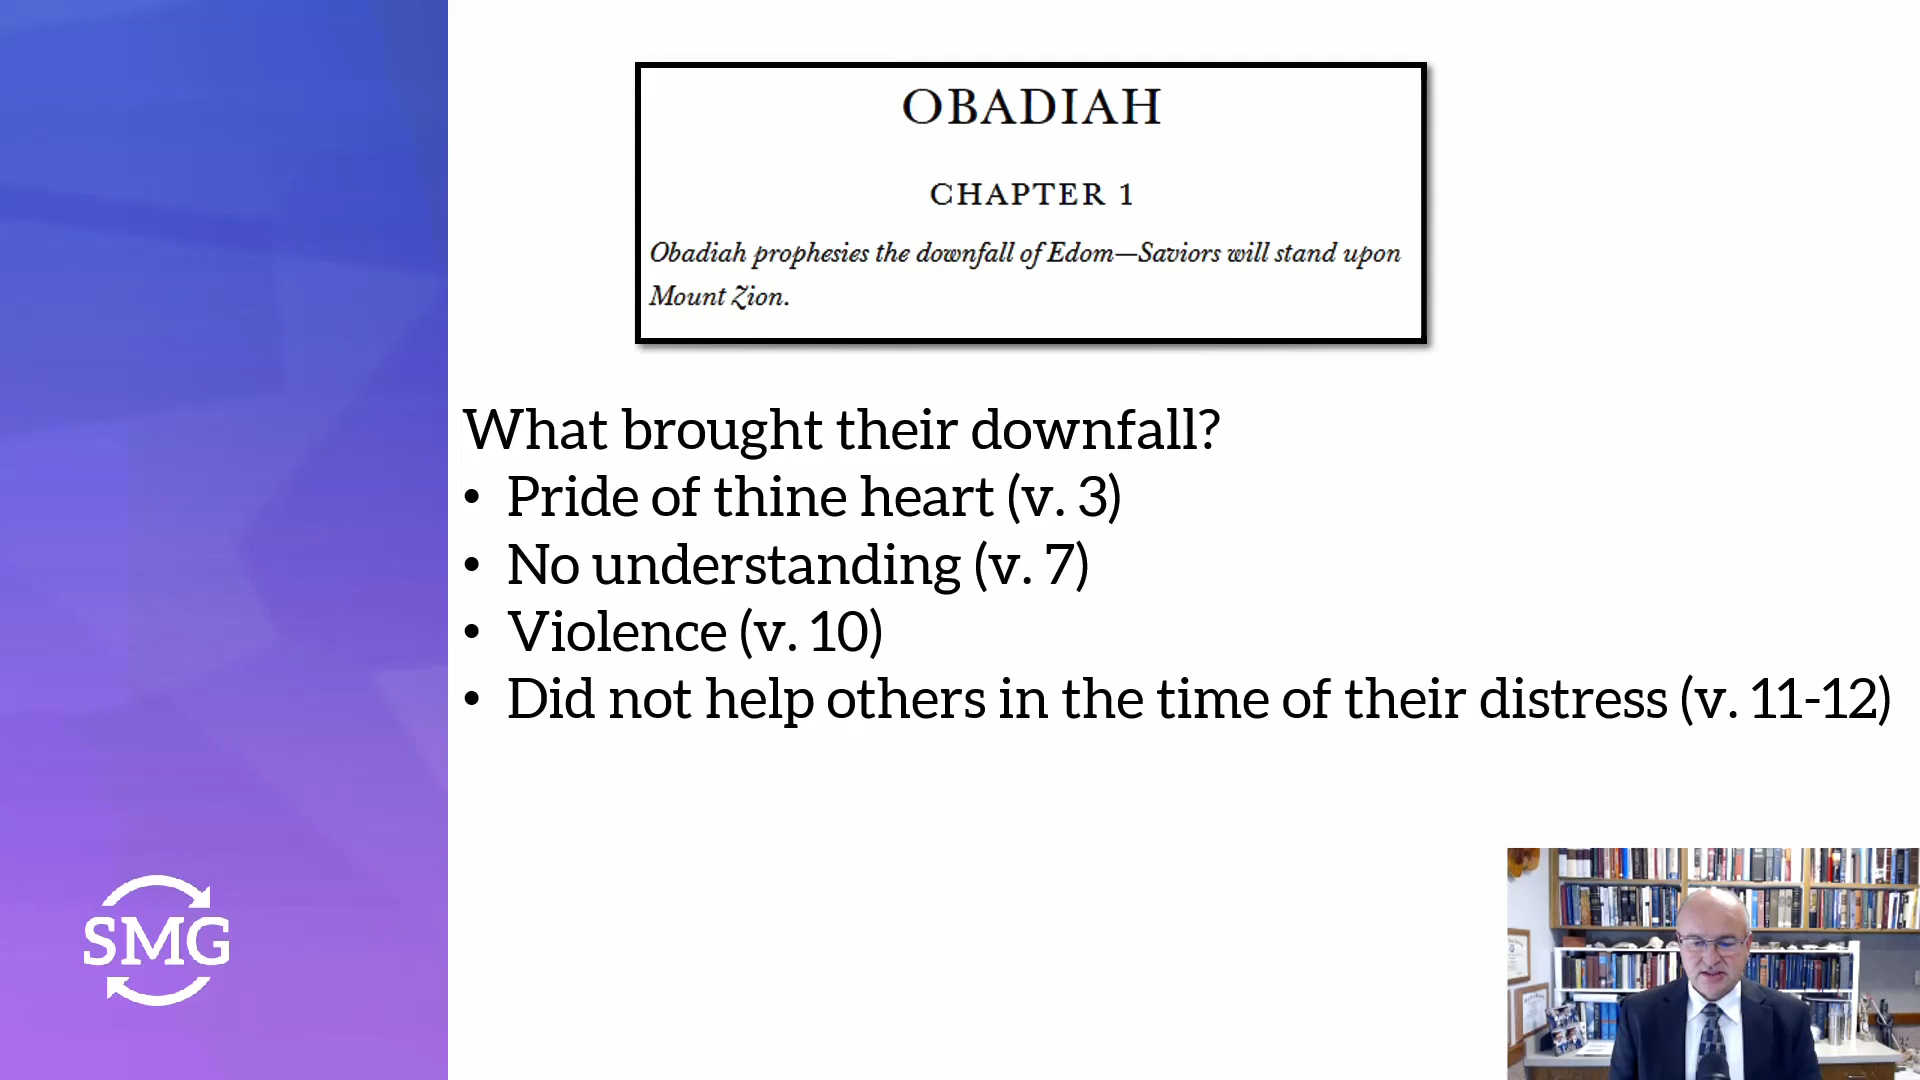 OBADIAH
CHAPTER 1
Obadiah prophesies the downfall of Edom—Saviors will stand upon
Mount Zion.
What brought their downfall?
• Pride of thine heart (v. 3)
• No understanding (v. 7)
• Violence (v. 10)
• Did not help others in the time of their distress (v. 11-12)
SMG